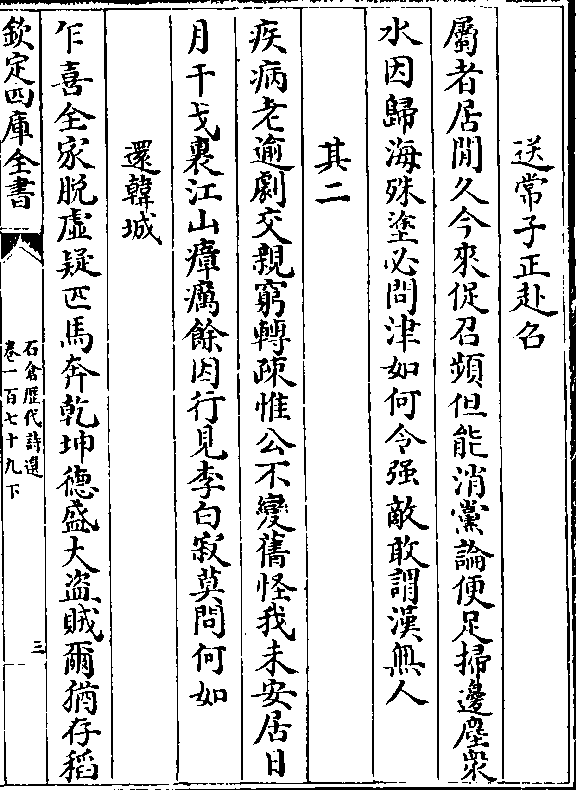 送常子正赴召
屬者居閒久今來促召頻但能消黨論便足掃邊塵衆
水因歸海殊塗必問津如何令强敵敢謂漢無人
其二
疾病老逾劇交親窮轉疎惟公不變舊怪我未安居日
月干戈裏江山瘴癘餘因行見李白寂莫問何如
還韓城
乍喜全家脫虛疑匹馬奔乾坤德盛大盜賊爾猶存稻
欽定四庫全書
石倉歷代詩選
卷一百七十九下
三